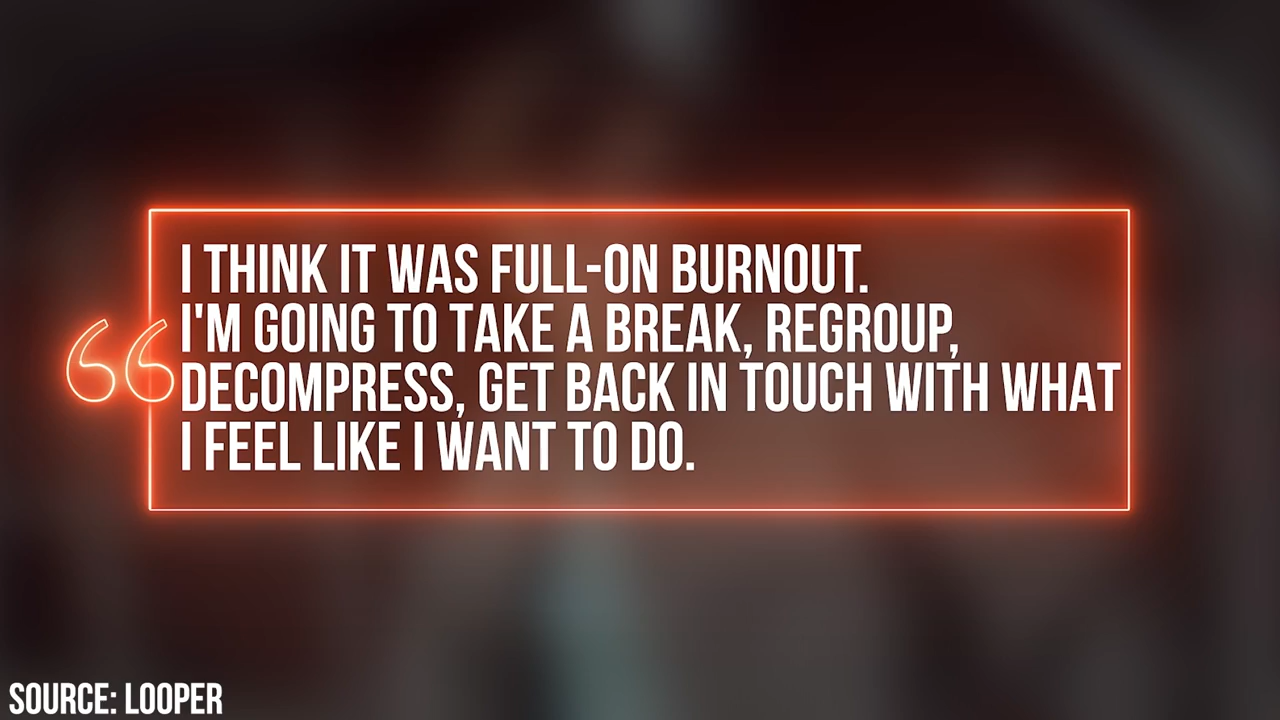 I THINK IT WAS FULL-ON BURNOUT.
I'M GOING TO TAKE A BREAK, REGROUP,
DECOMPRESS, GET BACK IN TOUCH WITH WHAT
I FEEL LIKE I WANT TO DO.
SOURCE: LOOPER